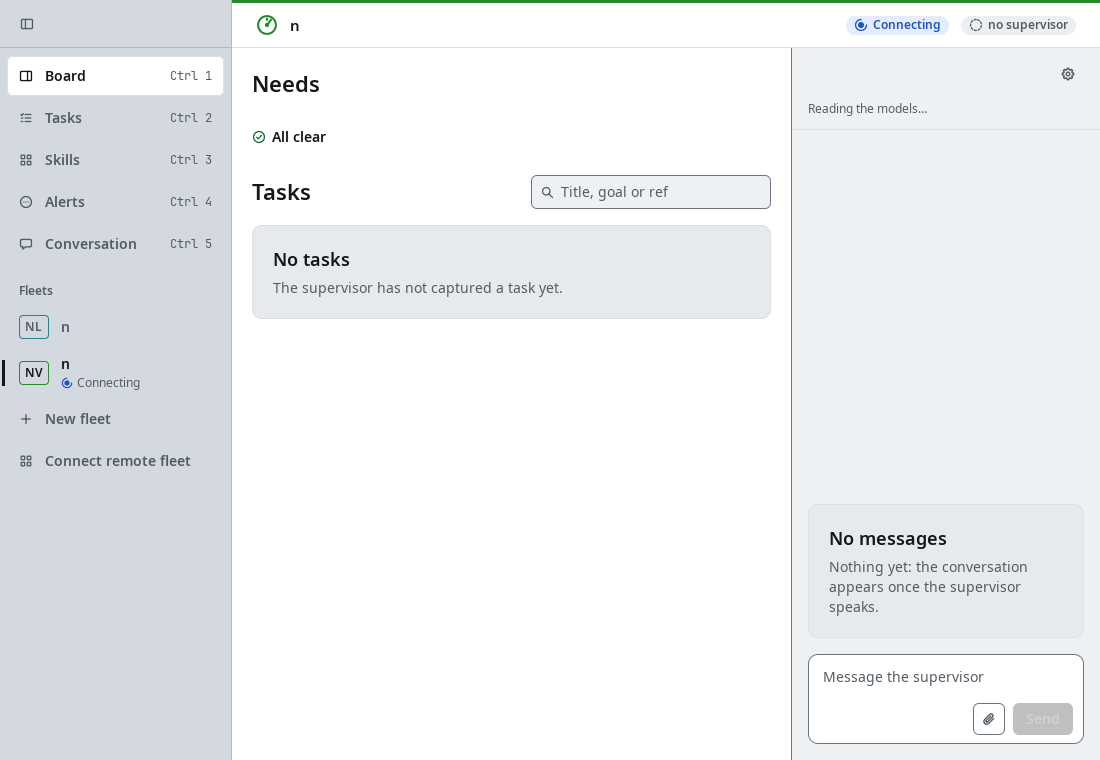 n
Connecting
no supervisor
Board Ctrl 1
Tasks Ctrl 2
Skills Ctrl 3
Alerts Ctrl 4
Conversation Ctrl 5
Fleets
NL n
NV n
Connecting
New fleet
Connect remote fleet
Needs
All clear
Tasks
Title, goal or ref
No tasks
The supervisor has not captured a task yet.
Reading the models...
No messages
Nothing yet: the conversation
appears once the supervisor
speaks.
Message the supervisor
Send